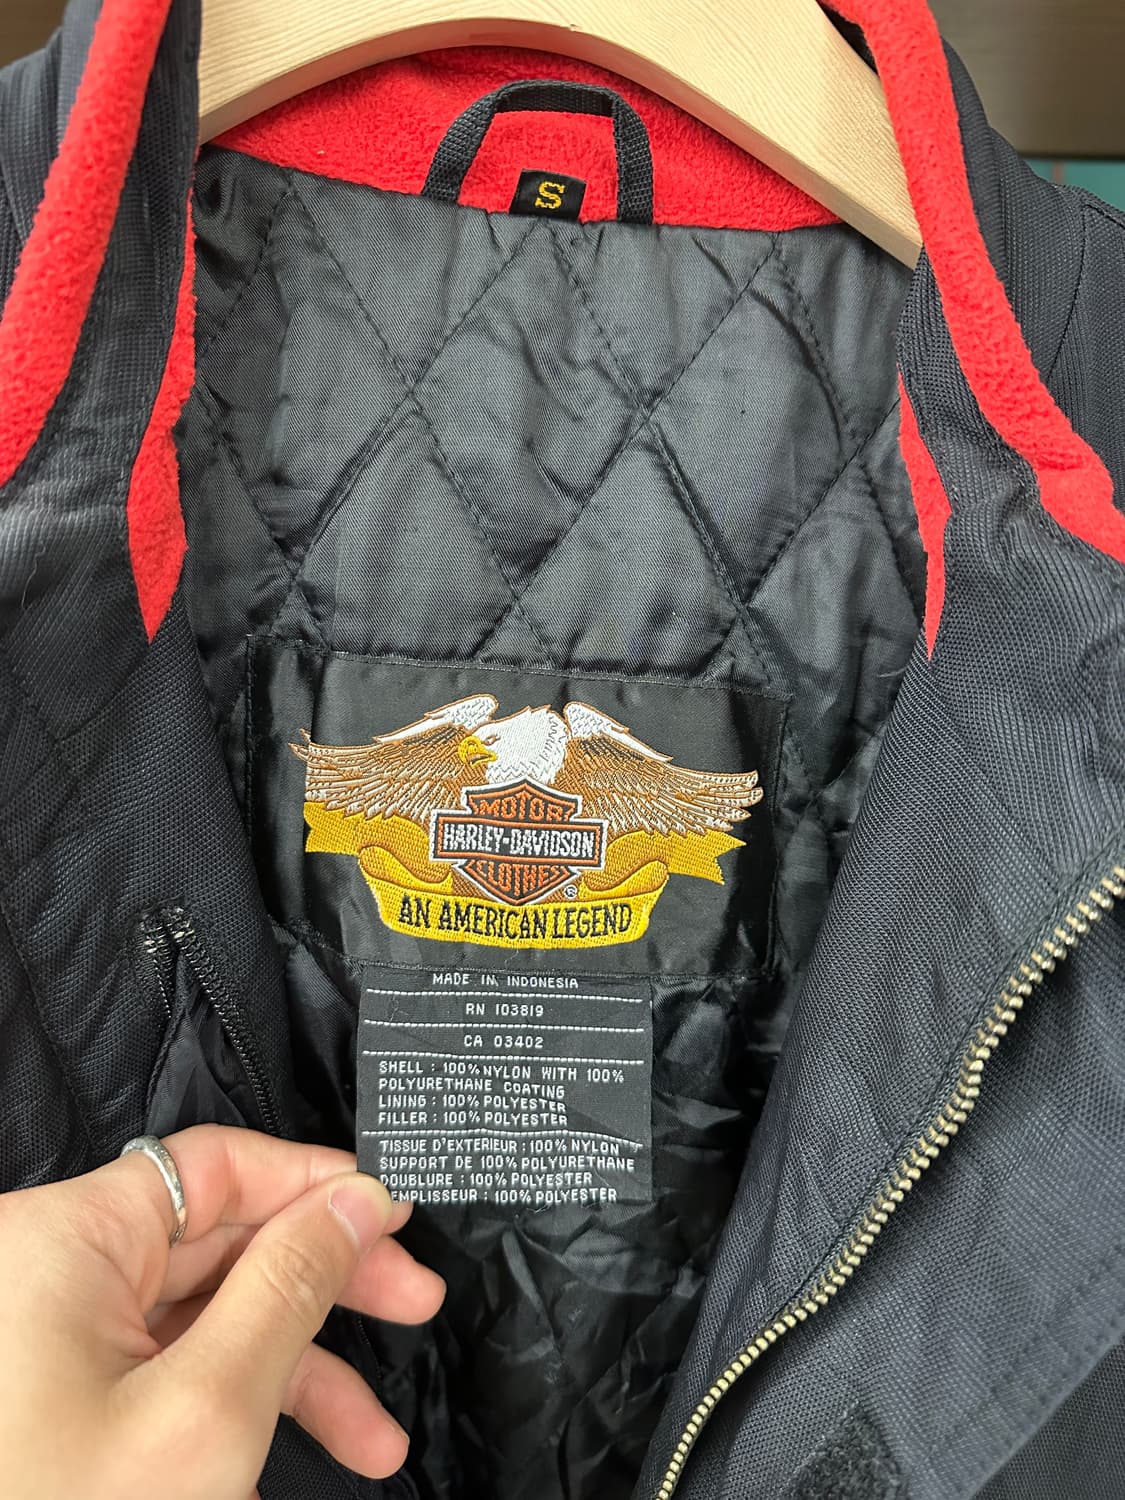 S
MOTOR
HARLEY-DAVIDSON
CLOTHES
®
AN AMERICAN LEGEND
MADE IN INDONESIA
RN 103819
CA 03402
SHELL : 100% NYLON WITH 100%
POLYURETHANE COATING
LINING : 100% POLYESTER
FILLER : 100% POLYESTER
TISSUE D'EXTERIEUR : 100% NYLON
SUPPORT DE 100% POLYURETHANE
DOUBLURE : 100% POLYESTER
EMPLISSEUR : 100% POLYESTER